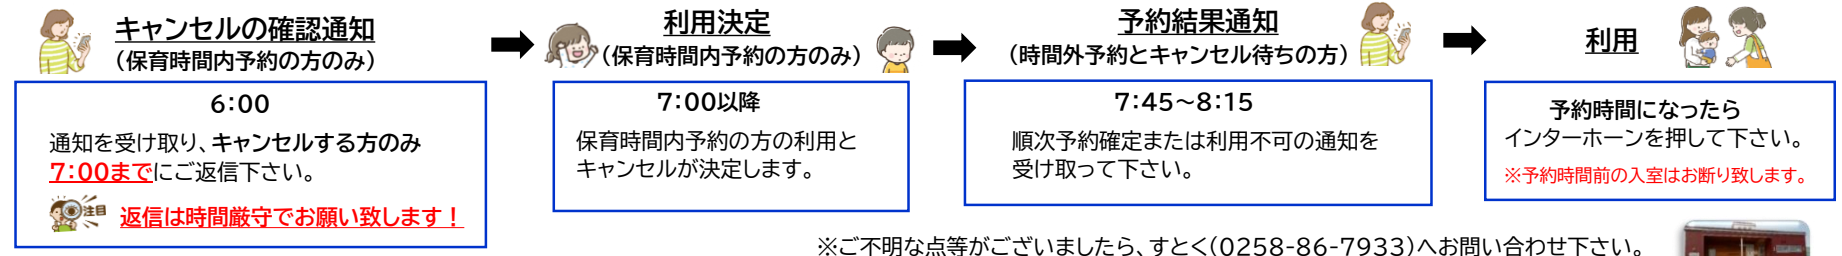 キャンセルの確認通知
（保育時間内予約の方のみ）
6：00
通知を受け取り、キャンセルする方のみ
7：00までにご返信下さい。
注目
返信は時間厳守でお願い致します！
利用決定
（保育時間内予約の方のみ）
7：00以降
保育時間内予約の方の利用と
キャンセルが決定します。
予約結果通知
（時間外予約とキャンセル待ちの方）
7：45～8：15
順次予約確定または利用不可の通知を
受け取って下さい。
利用
予約時間になったら
インターホーンを押して下さい。
※予約時間前の入室はお断り致します。
※ご不明な点等がございましたら、すとく（0258-86-7933）へお問い合わせ下さい。